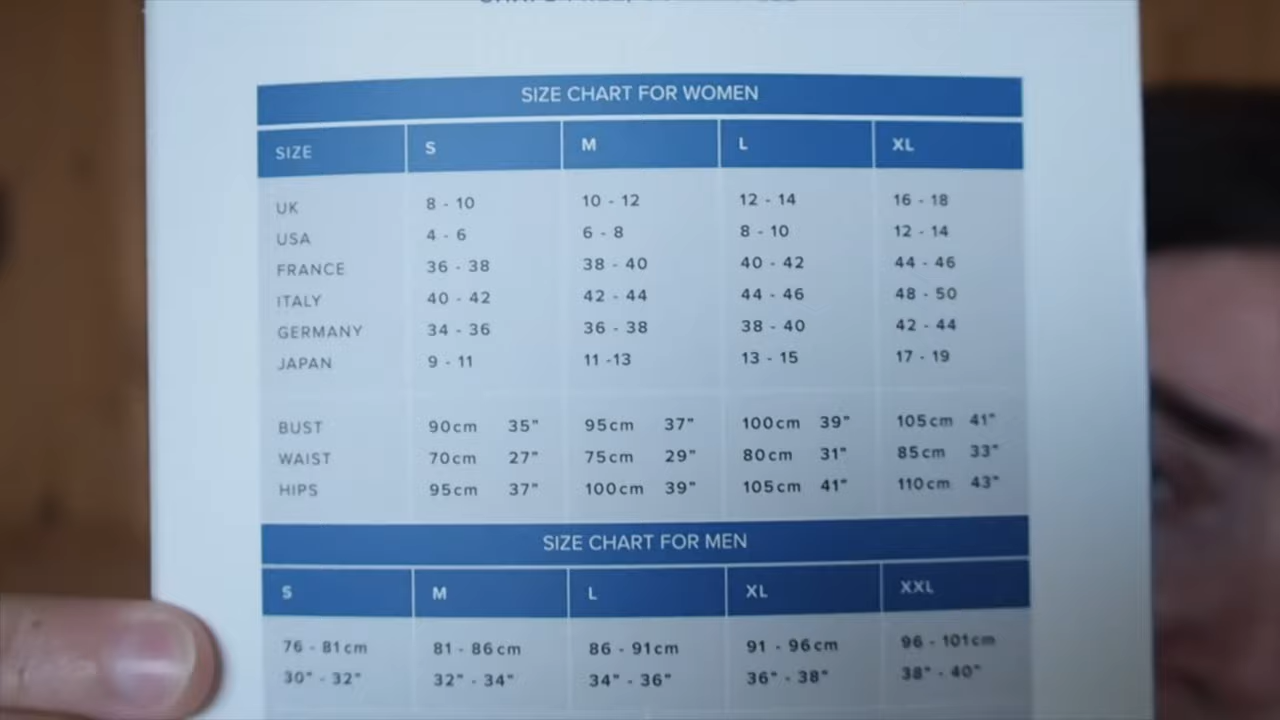 SIZE CHART FOR WOMEN
SIZE S M L XL
UK 8 - 10 10 - 12 12 - 14 16 - 18
USA 4 - 6 6 - 8 8 - 10 12 - 14
FRANCE 36 - 38 38 - 40 40 - 42 44 - 46
ITALY 40 - 42 42 - 44 44 - 46 48 - 50
GERMANY 34 - 36 36 - 38 38 - 40 42 - 44
JAPAN 9 - 11 11 -13 13 - 15 17 - 19
BUST 90cm 35" 95cm 37" 100cm 39" 105cm 41"
WAIST 70cm 27" 75cm 29" 80cm 31" 85cm 33"
HIPS 95cm 37" 100cm 39" 105cm 41" 110cm 43"
SIZE CHART FOR MEN
S M L XL XXL
76 - 81cm 81 - 86cm 86 - 91cm 91 - 96cm 96 - 101cm
30" - 32" 32" - 34" 34" - 36" 36" - 38" 38" - 40"